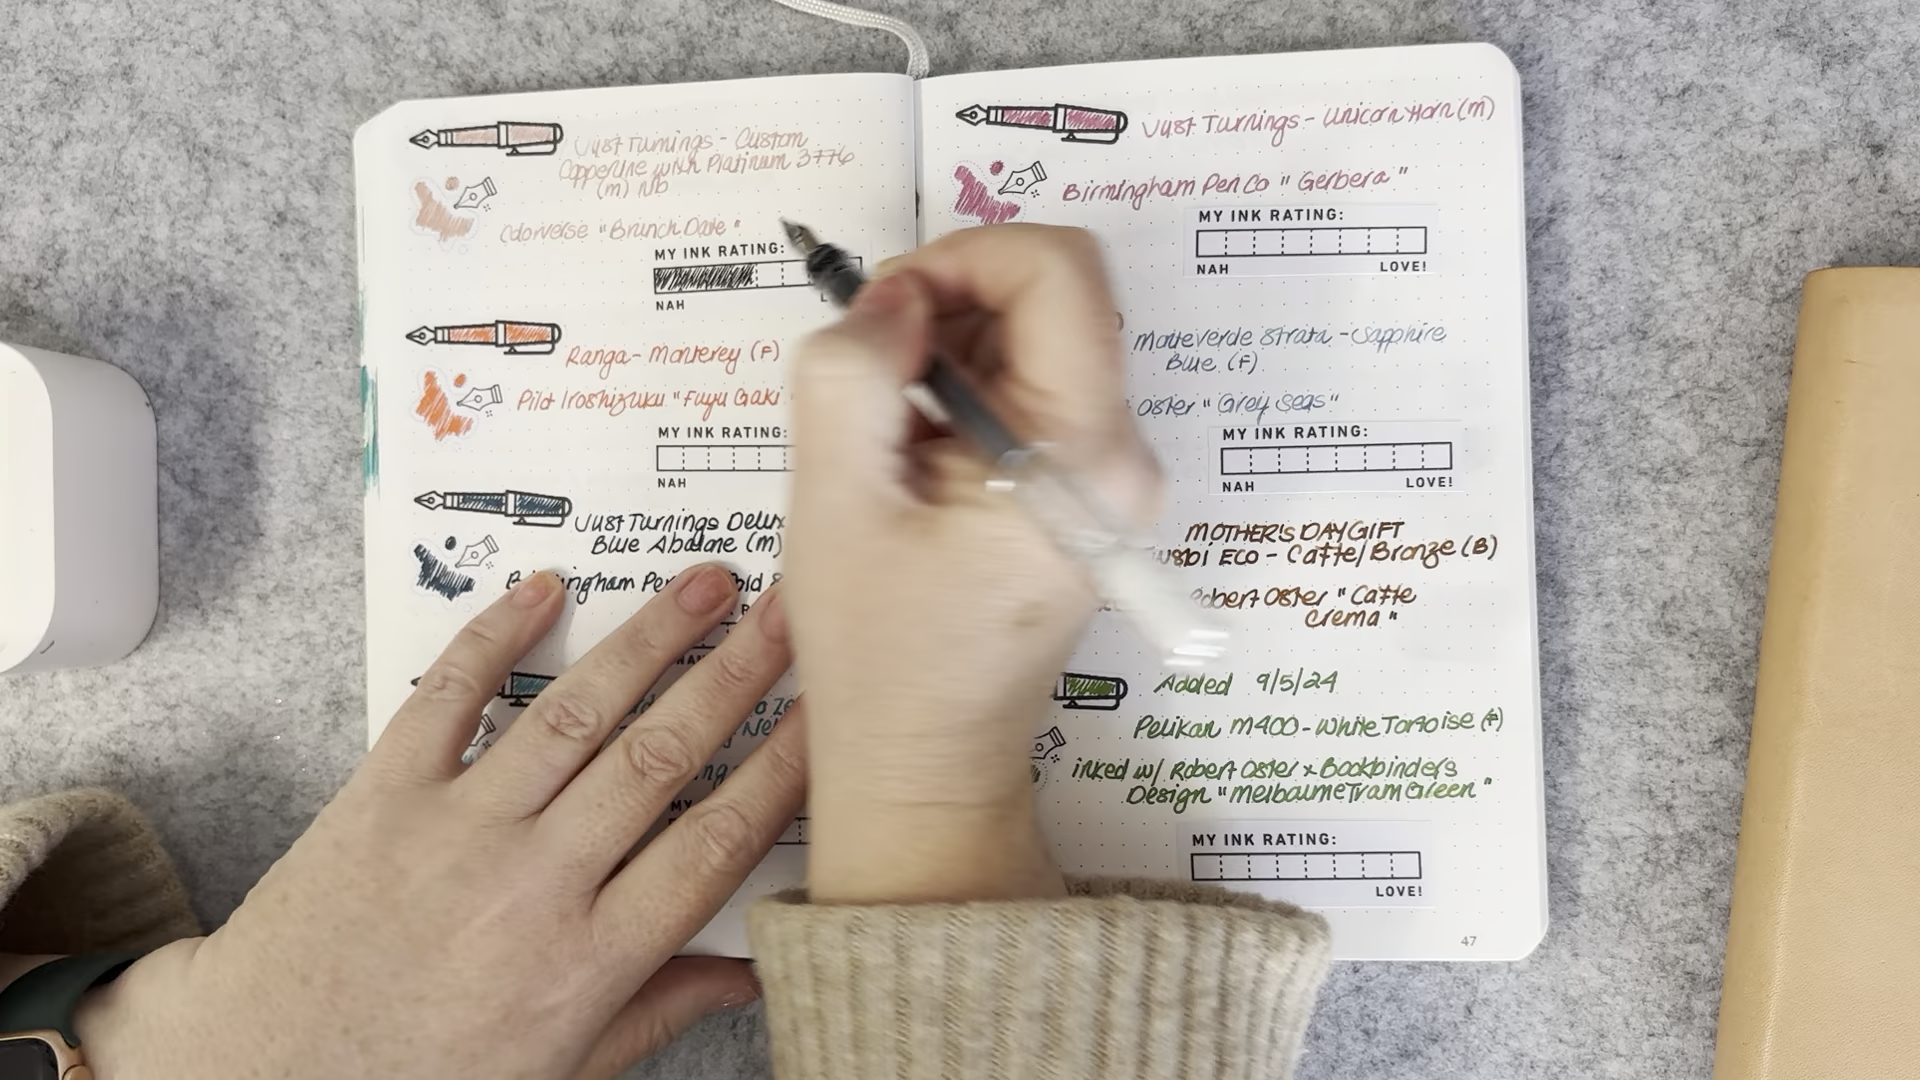 Just Turnings - Custom
Copperline with Platinum 3776
(m) nib
Colorverse "Brunch Date"
MY INK RATING:
NAH
Ranga - Monterey (F)
Pilot Iroshizuku "Fuyu Gaki
MY INK RATING:
NAH
Just Turnings
Blue Abalone (m)
MY
Just Turnings - Unicorn Horn (m)
Birmingham Pen Co "Gerbera"
MY INK RATING:
NAH LOVE!
Monteverde Strata - Sapphire
Blue (F)
Oster "Grey Seas"
MY INK RATING:
NAH LOVE!
MOTHER'S DAY GIFT
ECO - Caffe/Bronze (B)
Robert Oster "Caffe
Crema"
Added 9/5/24
Pelikan m400 - White Tortoise (F)
inked w/ Robert Oster x Bookbinders
Design "Melbourne Tram Green"
MY INK RATING:
LOVE!
47